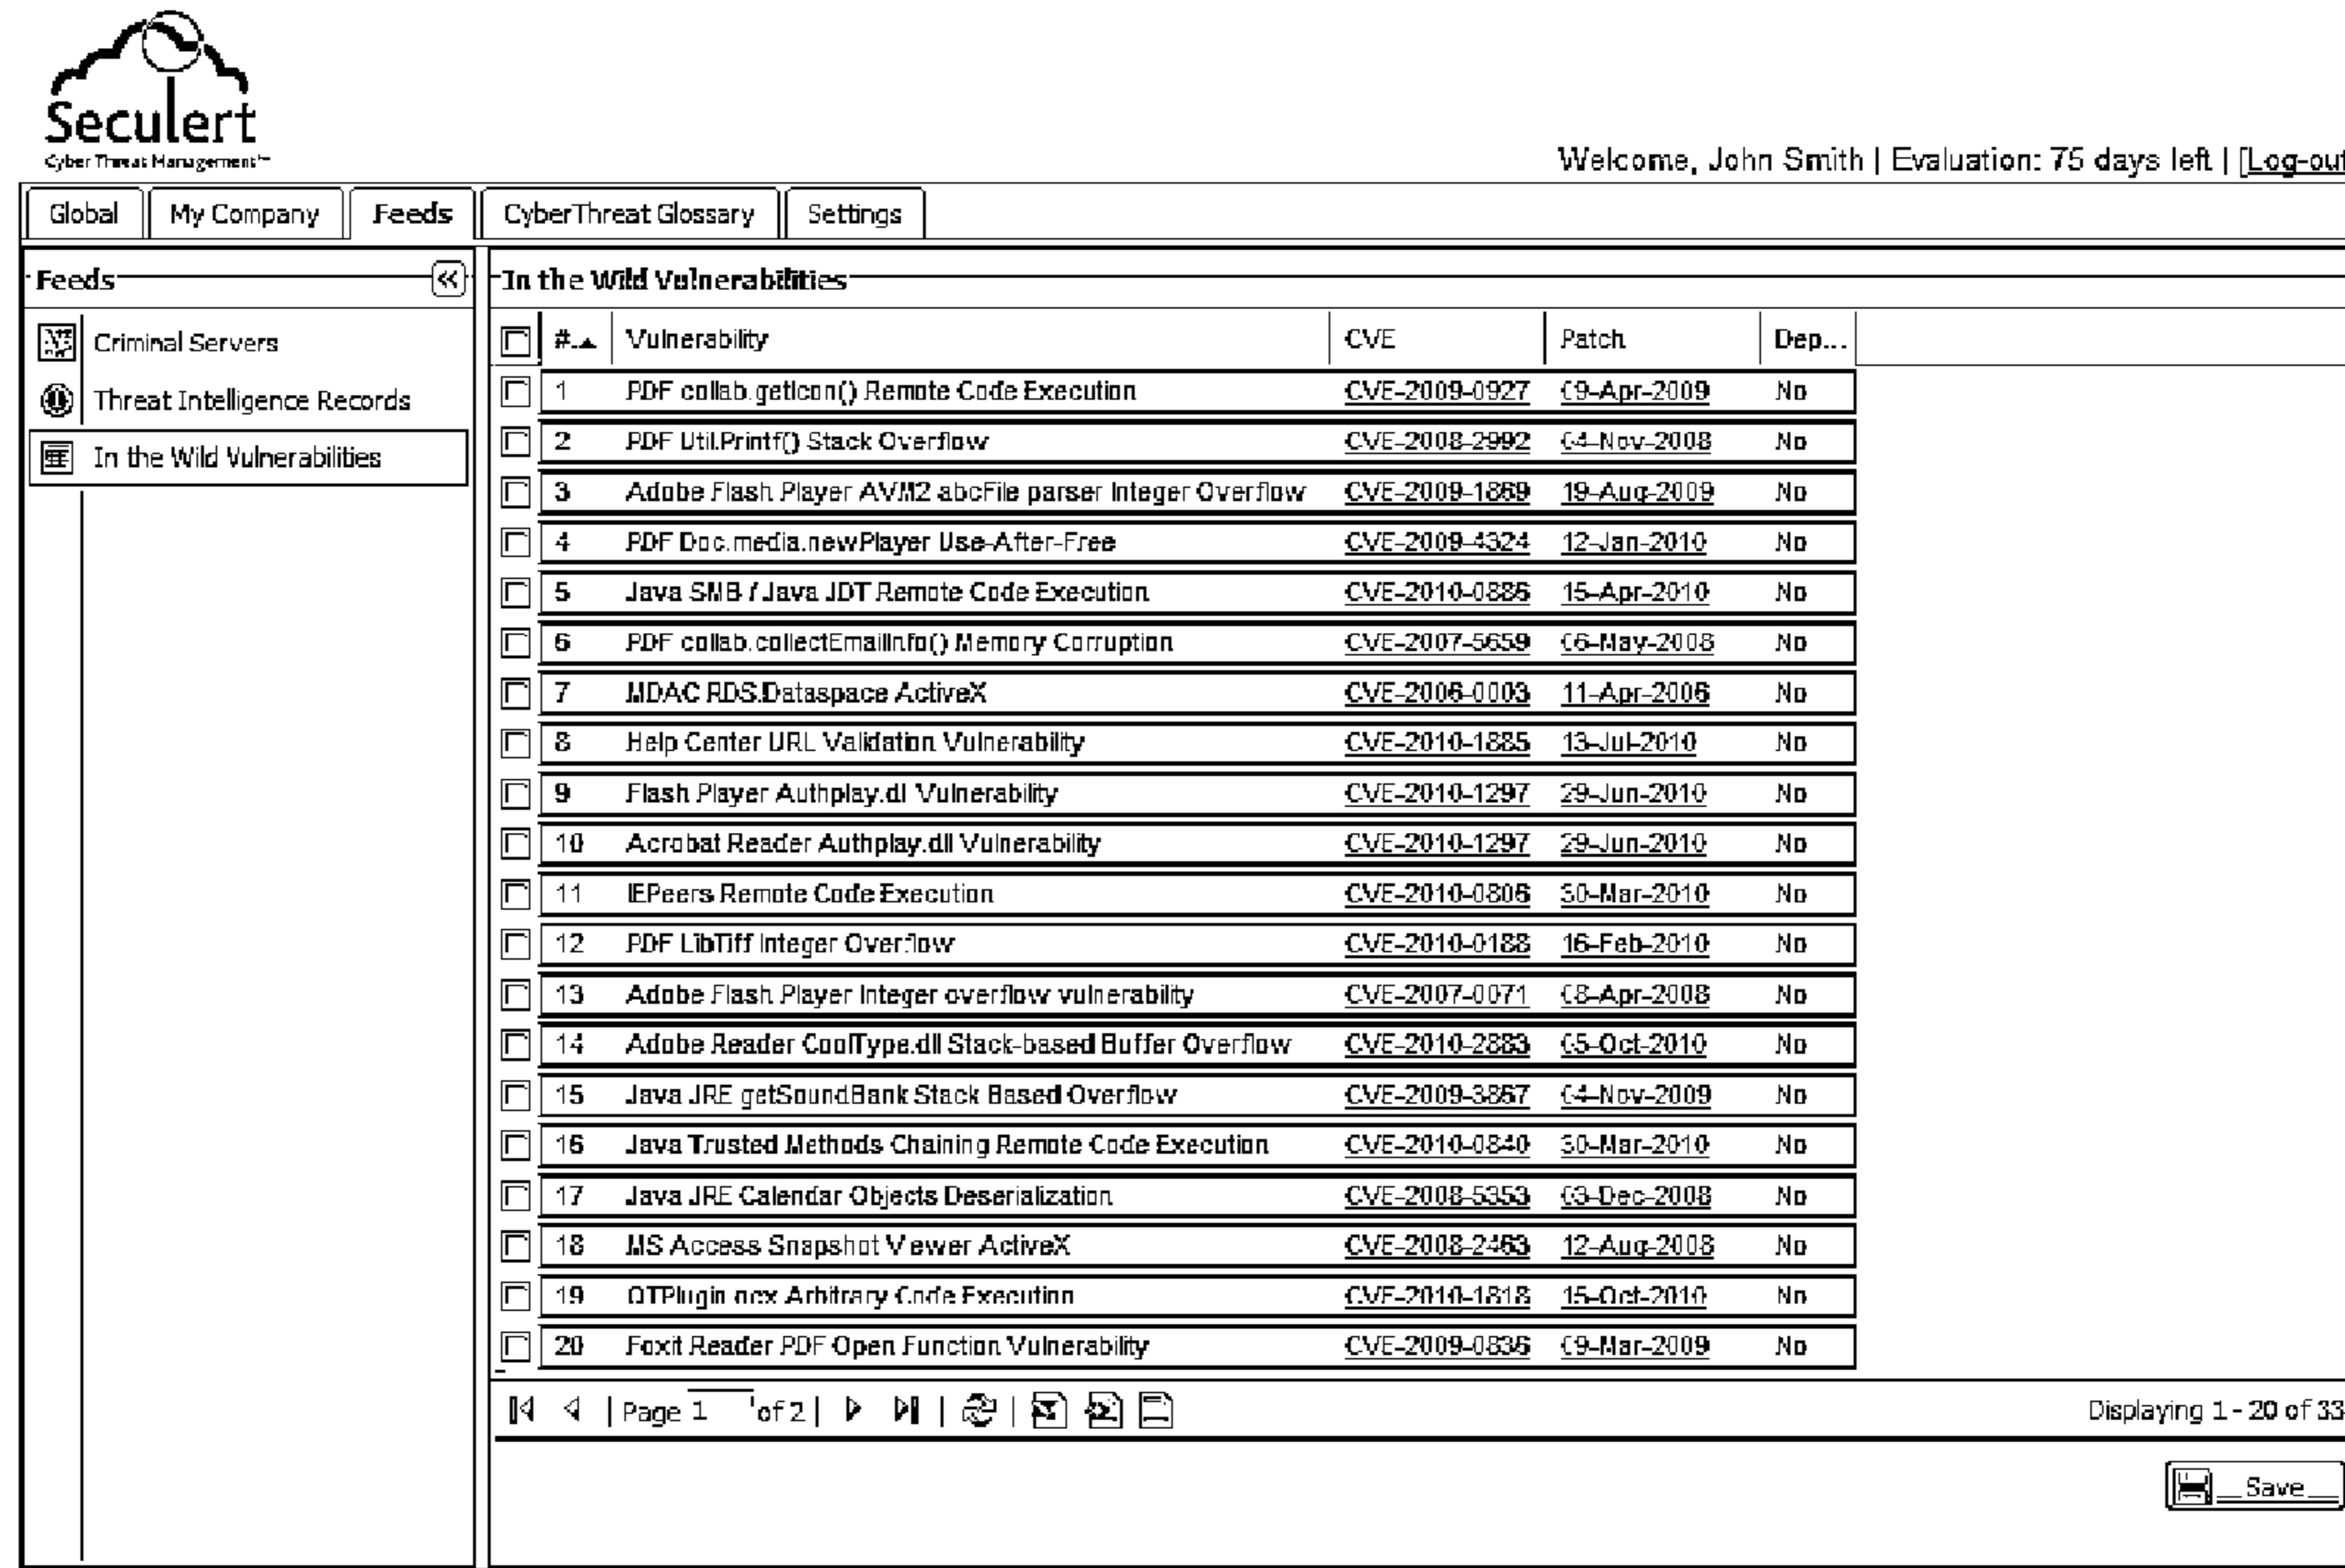 Seculert
Cyber Threat Management™
Welcome, John Smith | Evaluation: 75 days left | [Log-out
Global My Company Feeds CyberThreat Glossary Settings
Feeds
Criminal Servers
Threat Intelligence Records
In the Wild Vulnerabilities
In the Wild Vulnerabilities
#. Vulnerability CVE Patch Dep...
1 PDF collab.getIcon() Remote Code Execution CVE-2009-0927 09-Apr-2009 No
2 PDF Util.Printf() Stack Overflow CVE-2008-2992 04-Nov-2008 No
3 Adobe Flash Player AVM2 abcFile parser Integer Overflow CVE-2009-1869 19-Aug-2009 No
4 PDF Doc.media.newPlayer Use-After-Free CVE-2009-4324 12-Jan-2010 No
5 Java SMB / Java JDT Remote Code Execution CVE-2010-0886 15-Apr-2010 No
6 PDF collab.collectEmailInfo() Memory Corruption CVE-2007-5659 06-May-2008 No
7 MDAC RDS.Dataspace ActiveX CVE-2006-0003 11-Apr-2006 No
8 Help Center URL Validation Vulnerability CVE-2010-1885 13-Jul-2010 No
9 Flash Player Authplay.dl Vulnerability CVE-2010-1297 29-Jun-2010 No
10 Acrobat Reader Authplay.dll Vulnerability CVE-2010-1297 29-Jun-2010 No
11 IEPeers Remote Code Execution CVE-2010-0806 30-Mar-2010 No
12 PDF LibTiff Integer Overflow CVE-2010-0188 16-Feb-2010 No
13 Adobe Flash Player Integer overflow vulnerability CVE-2007-0071 08-Apr-2008 No
14 Adobe Reader CoolType.dll Stack-based Buffer Overflow CVE-2010-2883 05-Oct-2010 No
15 Java JRE getSoundBank Stack Based Overflow CVE-2009-3867 04-Nov-2009 No
16 Java Trusted Methods Chaining Remote Code Execution CVE-2010-0840 30-Mar-2010 No
17 Java JRE Calendar Objects Deserialization CVE-2008-5353 03-Dec-2008 No
18 MS Access Snapshot Viewer ActiveX CVE-2008-2463 12-Aug-2008 No
19 QTPlugin.ocx Arbitrary Code Execution CVE-2010-1818 15-Oct-2010 No
20 Foxit Reader PDF Open Function Vulnerability CVE-2009-0836 09-Mar-2009 No
Page 1 of 2
Displaying 1 - 20 of 33
Save